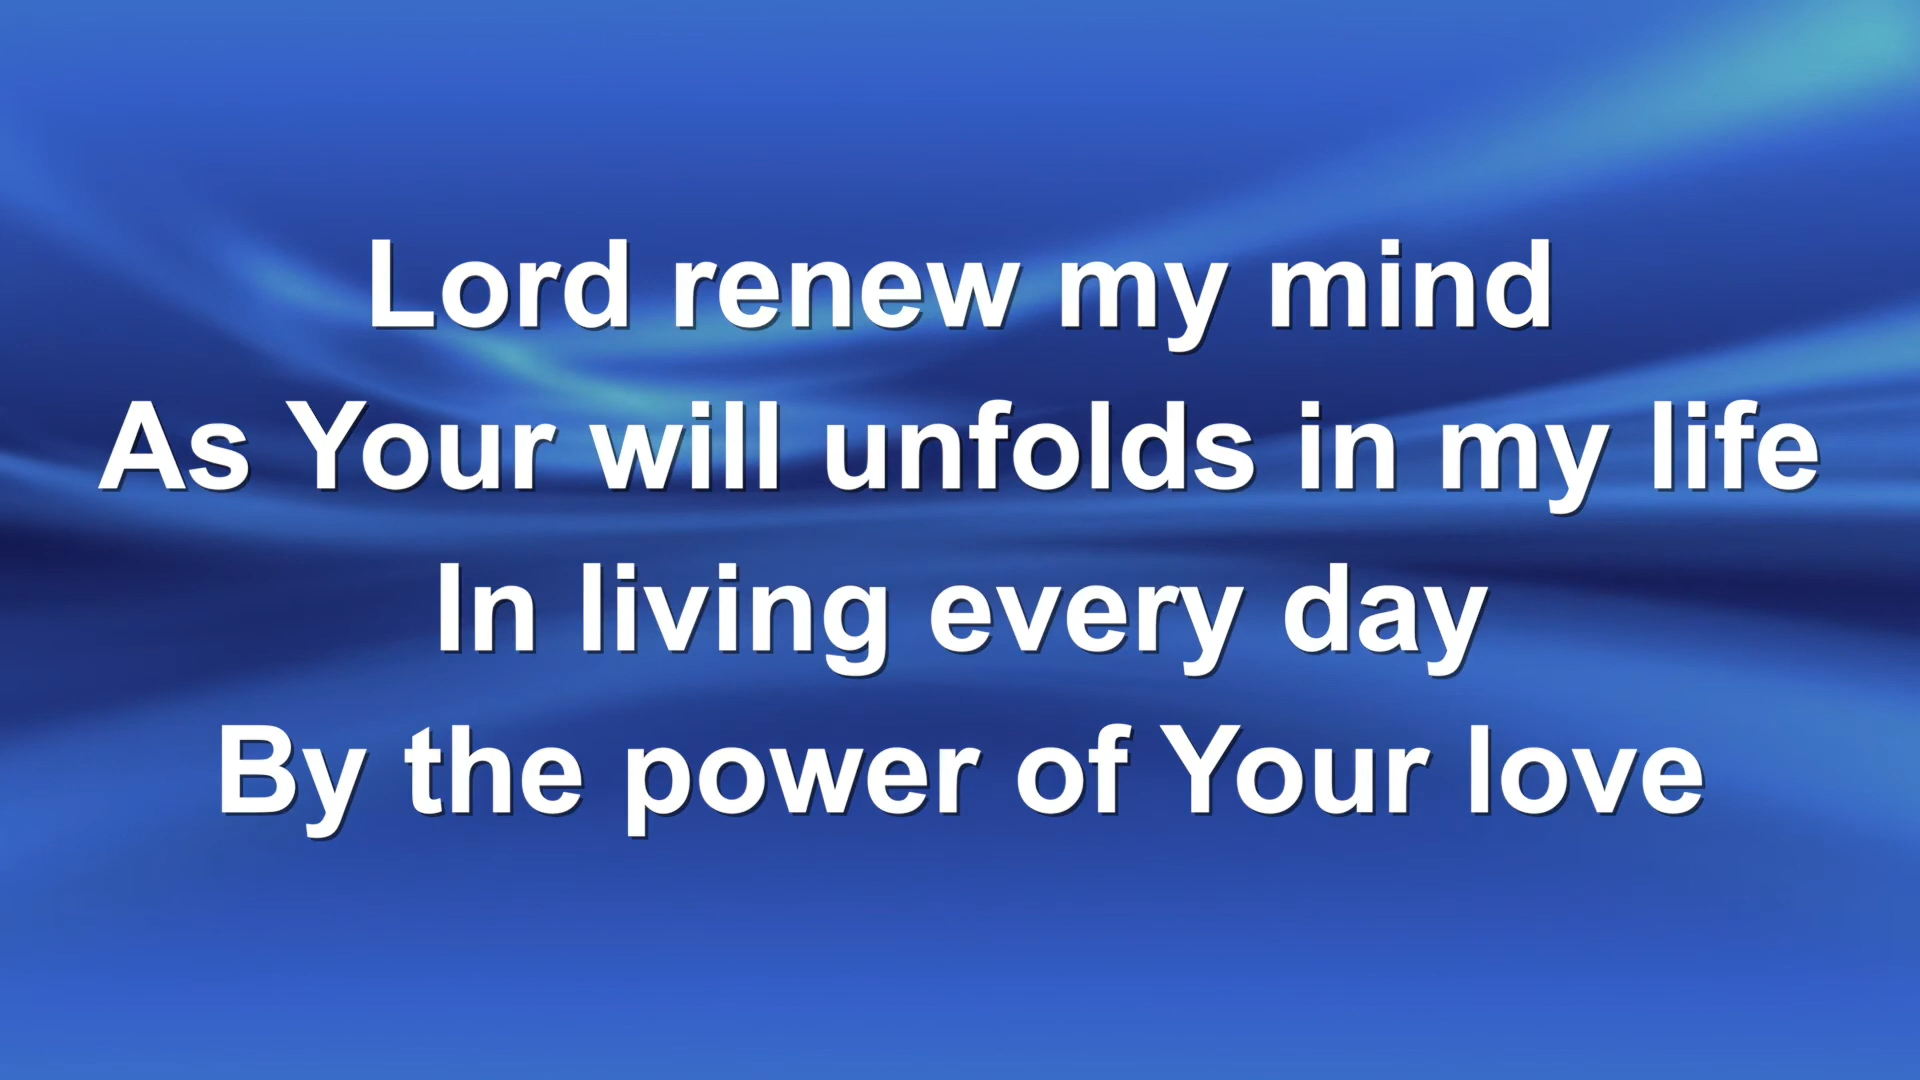 Lord renew my mind
As Your will unfolds in my life
In living every day
By the power of Your love